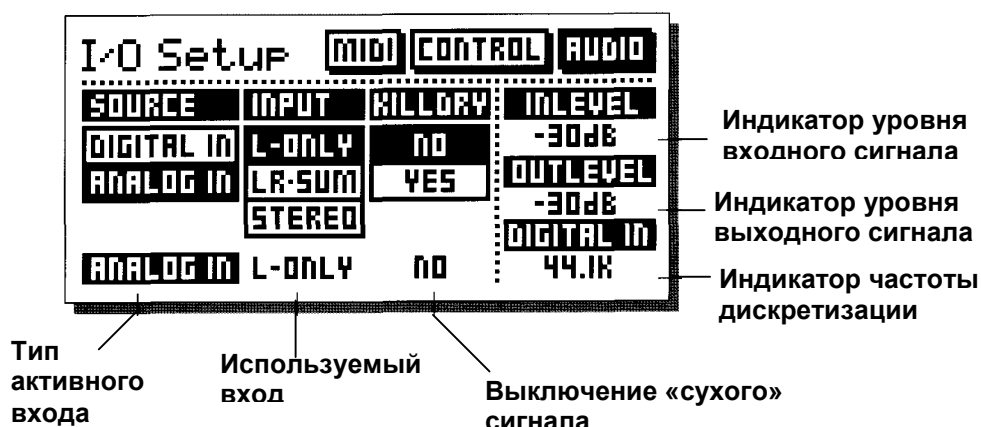 I/O Setup MIDI CONTROL AUDIO
SOURCE INPUT KILLDRY INLEVEL
DIGITAL IN L-ONLY NO -30dB
ANALOG IN LR-SUM YES OUTLEVEL
STEREO -30dB
DIGITAL IN
ANALOG IN L-ONLY NO 44.1K
Индикатор уровня
входного сигнала
Индикатор уровня
выходного сигнала
Индикатор частоты
дискретизации
Тип
активного
входа
Используемый
вход
Выключение «сухого»
сигнала